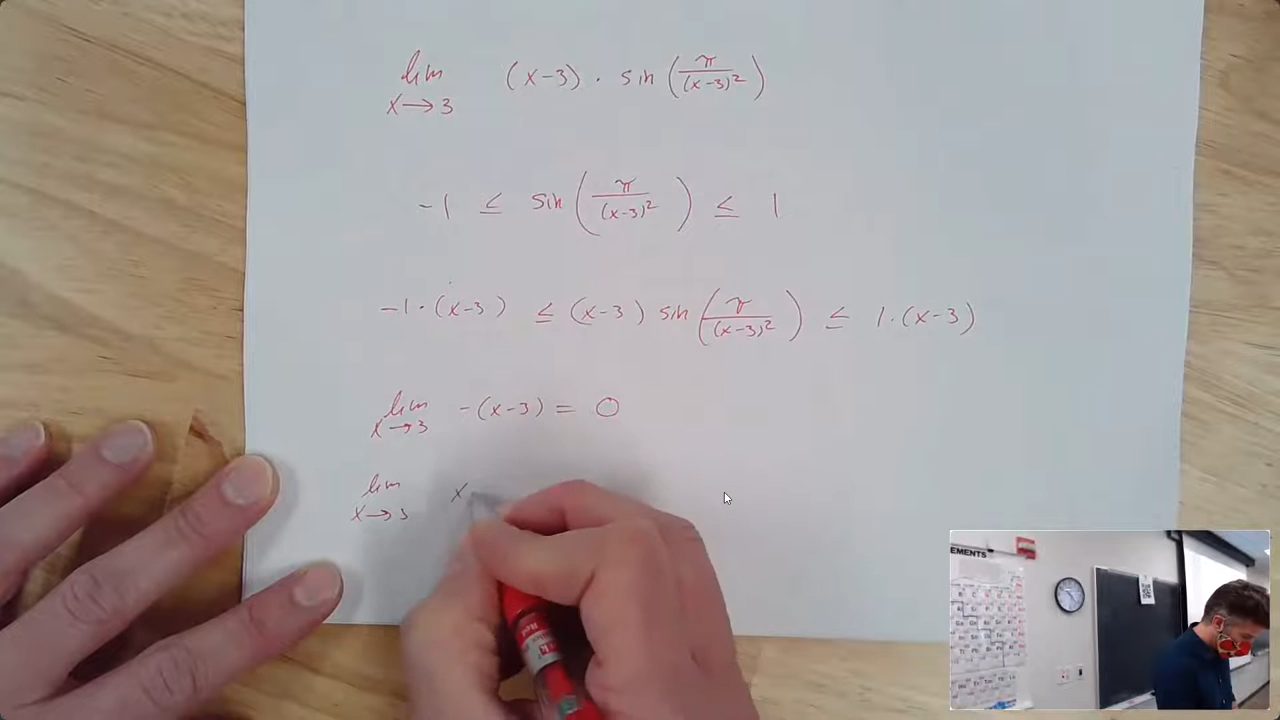 lim x→3 (x-3) · sin(π/(x-3)²)
-1 ≤ sin(π/(x-3)²) ≤ 1
-1·(x-3) ≤ (x-3) sin(π/(x-3)²) ≤ 1·(x-3)
lim x→3 -(x-3) = 0
lim x→3 x
EMENTS